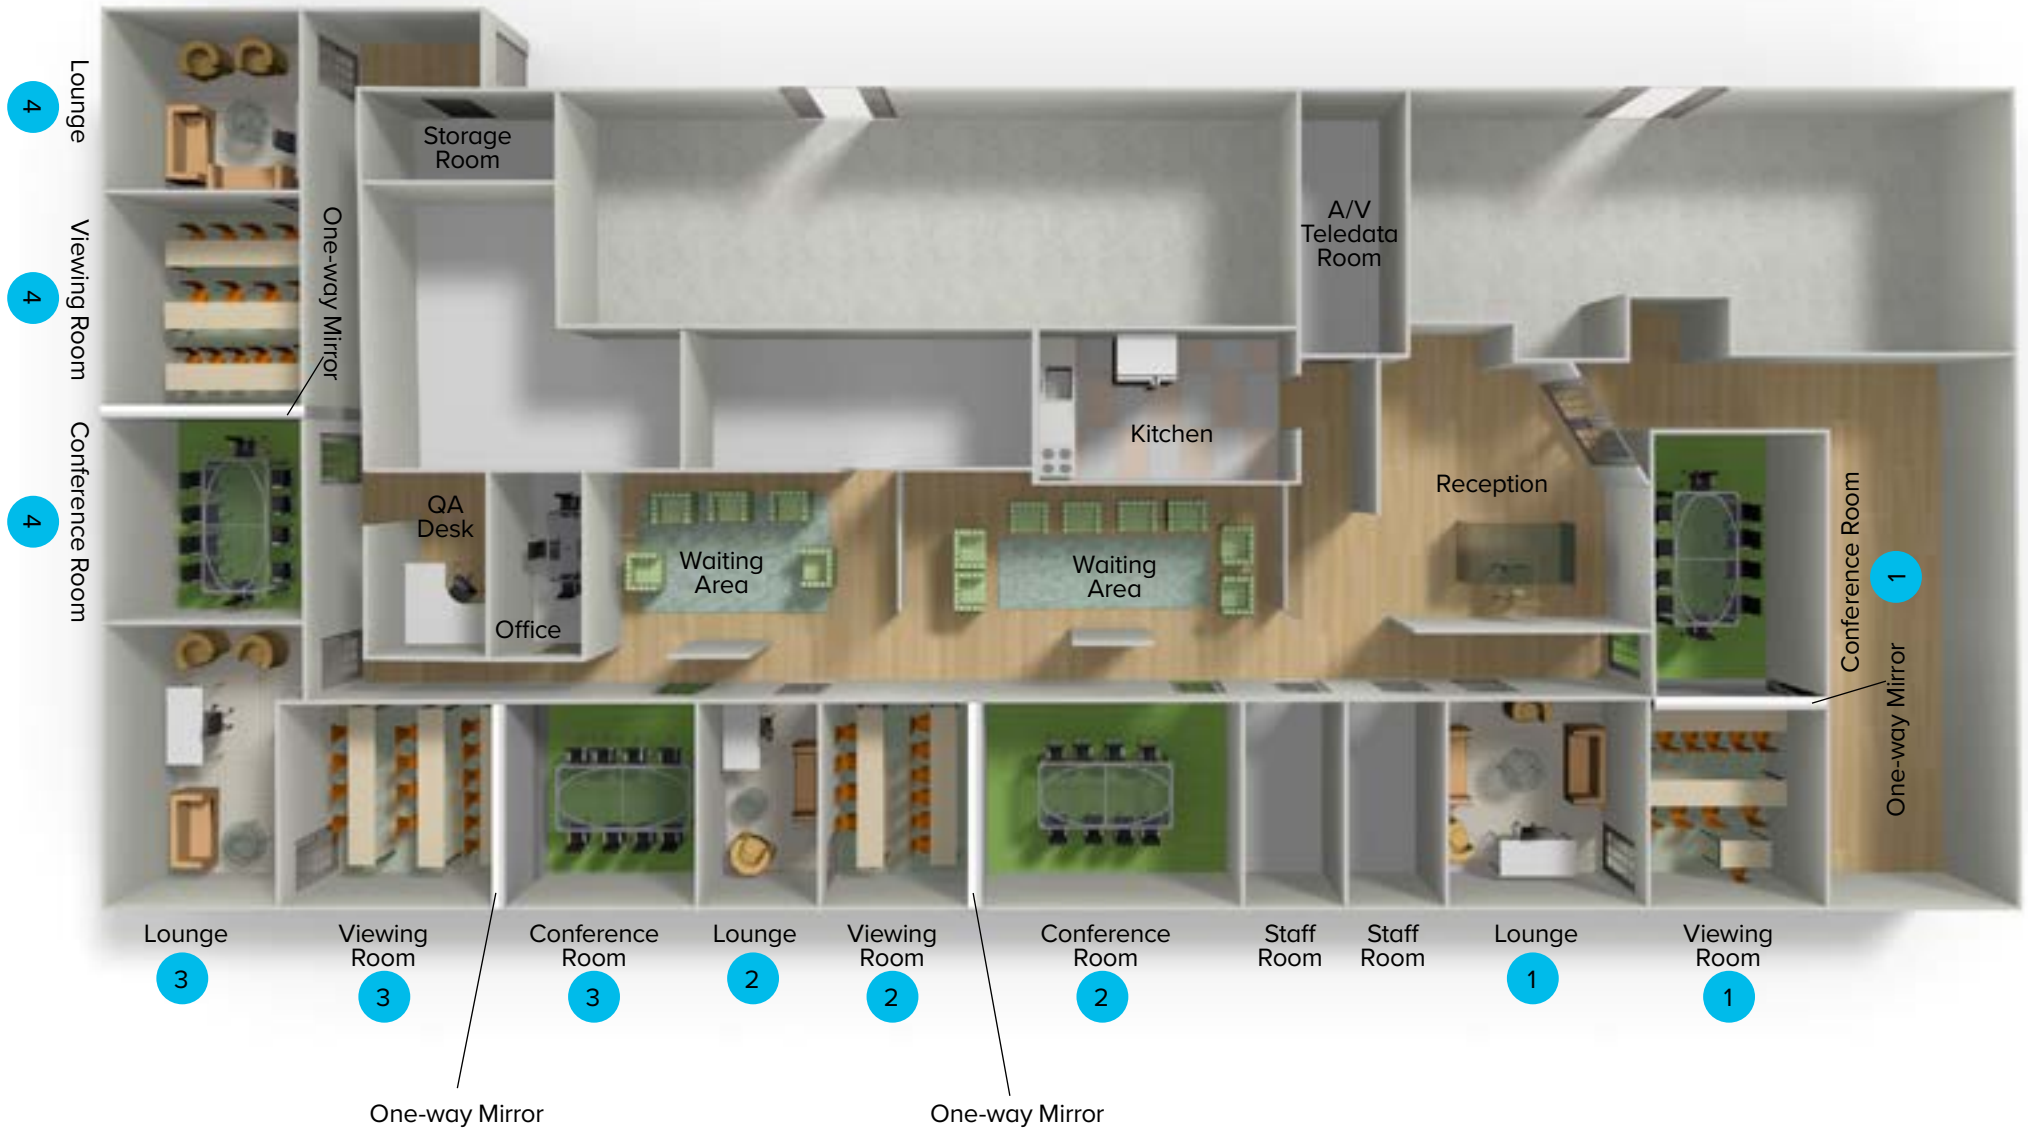 4
Lounge
4
Viewing Room
4
Conference Room
One-way Mirror
Storage
Room
A/V
Teledata
Room
Kitchen
Reception
QA
Desk
Office
Waiting
Area
Waiting
Area
Conference Room
1
One-way Mirror
Lounge
3
Viewing
Room
3
Conference
Room
3
Lounge
2
Viewing
Room
2
Conference
Room
2
Staff
Room
Staff
Room
Lounge
1
Viewing
Room
1
One-way Mirror
One-way Mirror